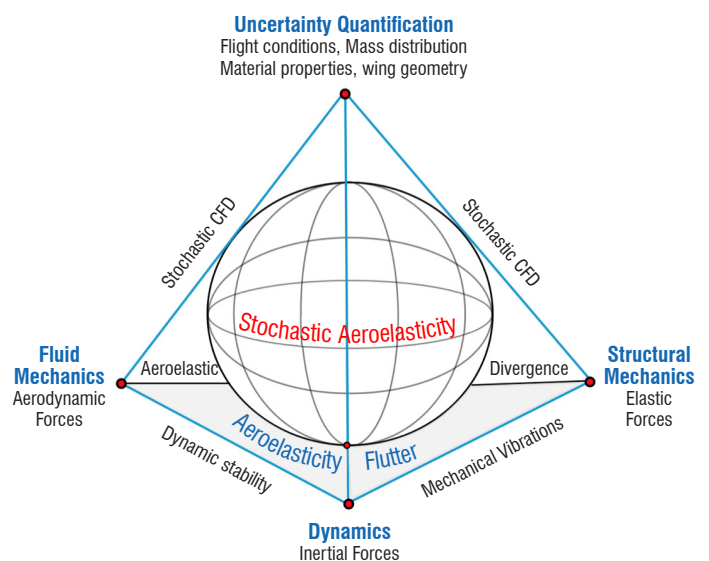 Uncertainty Quantification
Flight conditions, Mass distribution
Material properties, wing geometry
Stochastic CFD
Stochastic CFD
Stochastic Aeroelasticity
Fluid
Mechanics
Aerodynamic
Forces
Aeroelastic
Divergence
Structural
Mechanics
Elastic
Forces
Aeroelasticity
Flutter
Dynamic stability
Mechanical Vibrations
Dynamics
Inertial Forces